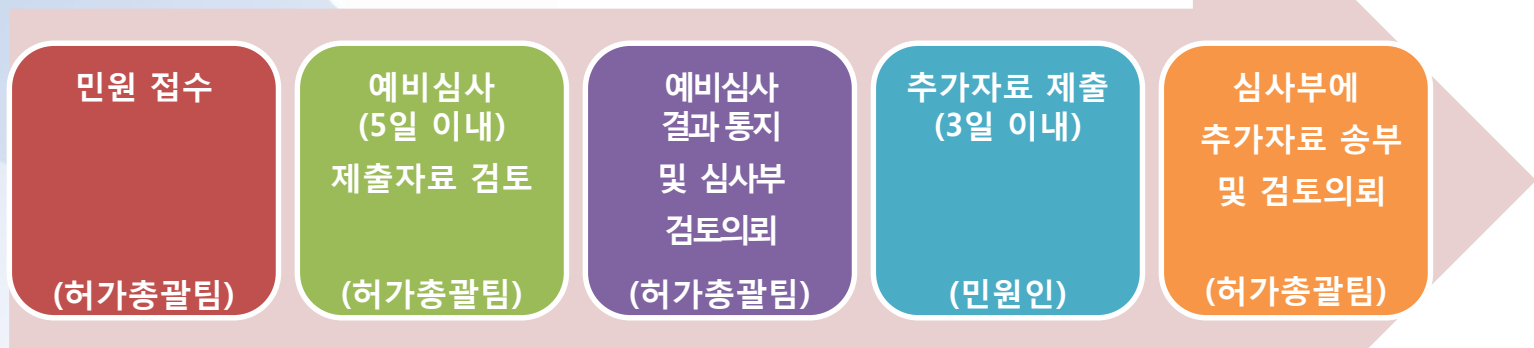 민원 접수
(허가총괄팀)
예비심사
(5일 이내)
제출자료 검토
(허가총괄팀)
예비심사
결과 통지
및 심사부
검토의뢰
(허가총괄팀)
추가자료 제출
(3일 이내)
(민원인)
심사부에
추가자료 송부
및 검토의뢰
(허가총괄팀)